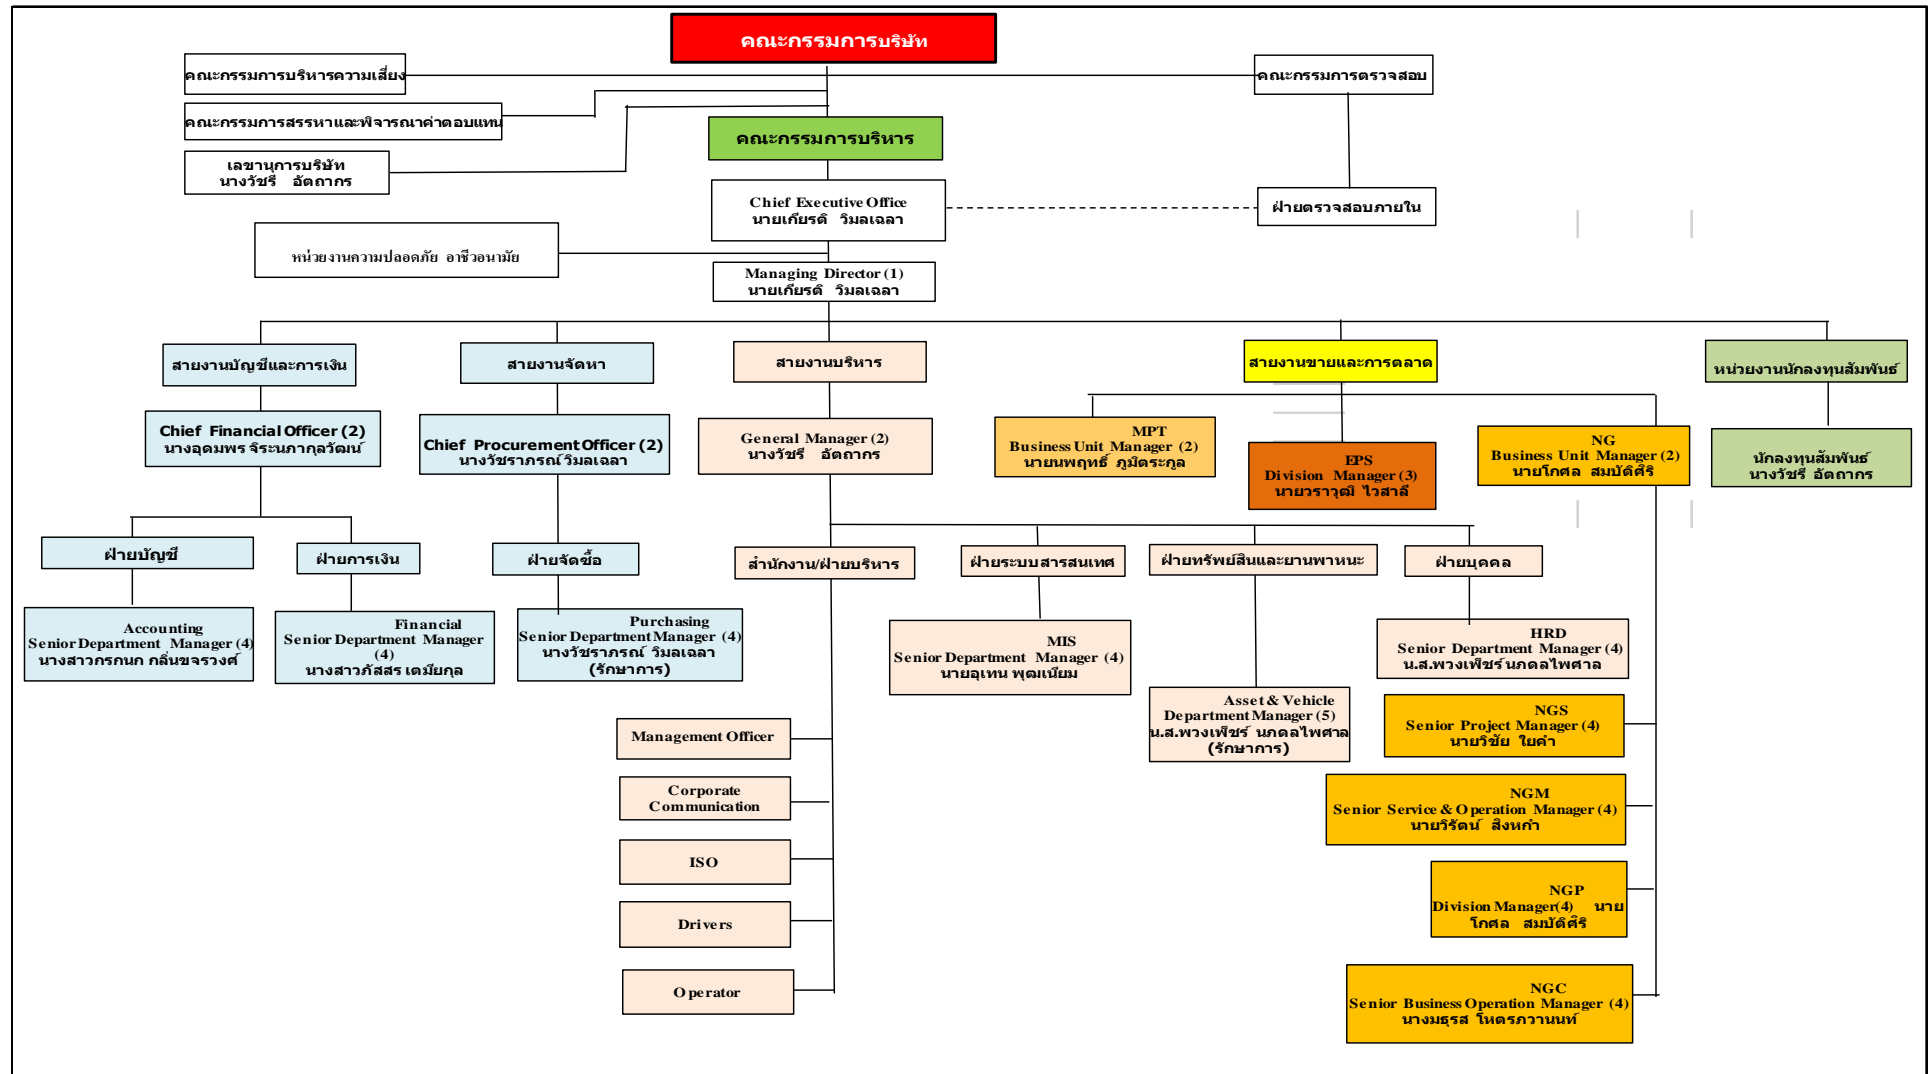 คณะกรรมการบริษัท
คณะกรรมการบริหารความเสี่ยง
คณะกรรมการตรวจสอบ
คณะกรรมการสรรหาและพิจารณาค่าตอบแทน
คณะกรรมการบริหาร
เลขานุการบริษัท
นางวัชรี อัตถากร
Chief Executive Office
นายเกียรติ วิมลเฉลา
ฝ่ายตรวจสอบภายใน
หน่วยงานความปลอดภัย อาชีวอนามัย
Managing Director (1)
นายเกียรติ วิมลเฉลา
สายงานบัญชีและการเงิน
สายงานจัดหา
สายงานบริหาร
สายงานขายและการตลาด
หน่วยงานนักลงทุนสัมพันธ์
Chief Financial Officer (2)
นางอุดมพร จิระนภากุลวัฒน์
Chief Procurement Officer (2)
นางวัชราภรณ์ วิมลเฉลา
General Manager (2)
นางวัชรี อัตถากร
MPT
Business Unit Manager (2)
นายนพฤทธิ์ ภูมิตระกูล
EPS
Division Manager (3)
นายวราวุฒิ ไวสาลี
NG
Business Unit Manager (2)
นายโกศล สมบัติศิริ
นักลงทุนสัมพันธ์
นางวัชรี อัตถากร
ฝ่ายบัญชี
ฝ่ายการเงิน
ฝ่ายจัดซื้อ
สำนักงาน/ฝ่ายบริหาร
ฝ่ายระบบสารสนเทศ
ฝ่ายทรัพย์สินและยานพาหนะ
ฝ่ายบุคคล
Accounting
Senior Department Manager (4)
นางสาวกรกนก กลิ่นขจรวงศ์
Financial
Senior Department Manager
(4)
นางสาวภัสสร เตมียกุล
Purchasing
Senior Department Manager (4)
นางวัชราภรณ์ วิมลเฉลา
(รักษาการ)
MIS
Senior Department Manager (4)
นายอุเทน พุฒเนียม
HRD
Senior Department Manager (4)
น.ส.พวงเพ็ชร์ นภดลไพศาล
Asset & Vehicle
Department Manager (5)
น.ส.พวงเพ็ชร์ นภดลไพศาล
(รักษาการ)
NGS
Senior Project Manager (4)
นายวิชัย ใยคำ
Management Officer
Corporate
Communication
NGM
Senior Service & Operation Manager (4)
นายวิรัตน์ สิงหกำ
ISO
NGP
Division Manager(4) นาย
โกศล สมบัติศิริ
Drivers
Operator
NGC
Senior Business Operation Manager (4)
นางมธุรส โหตรภวานนท์